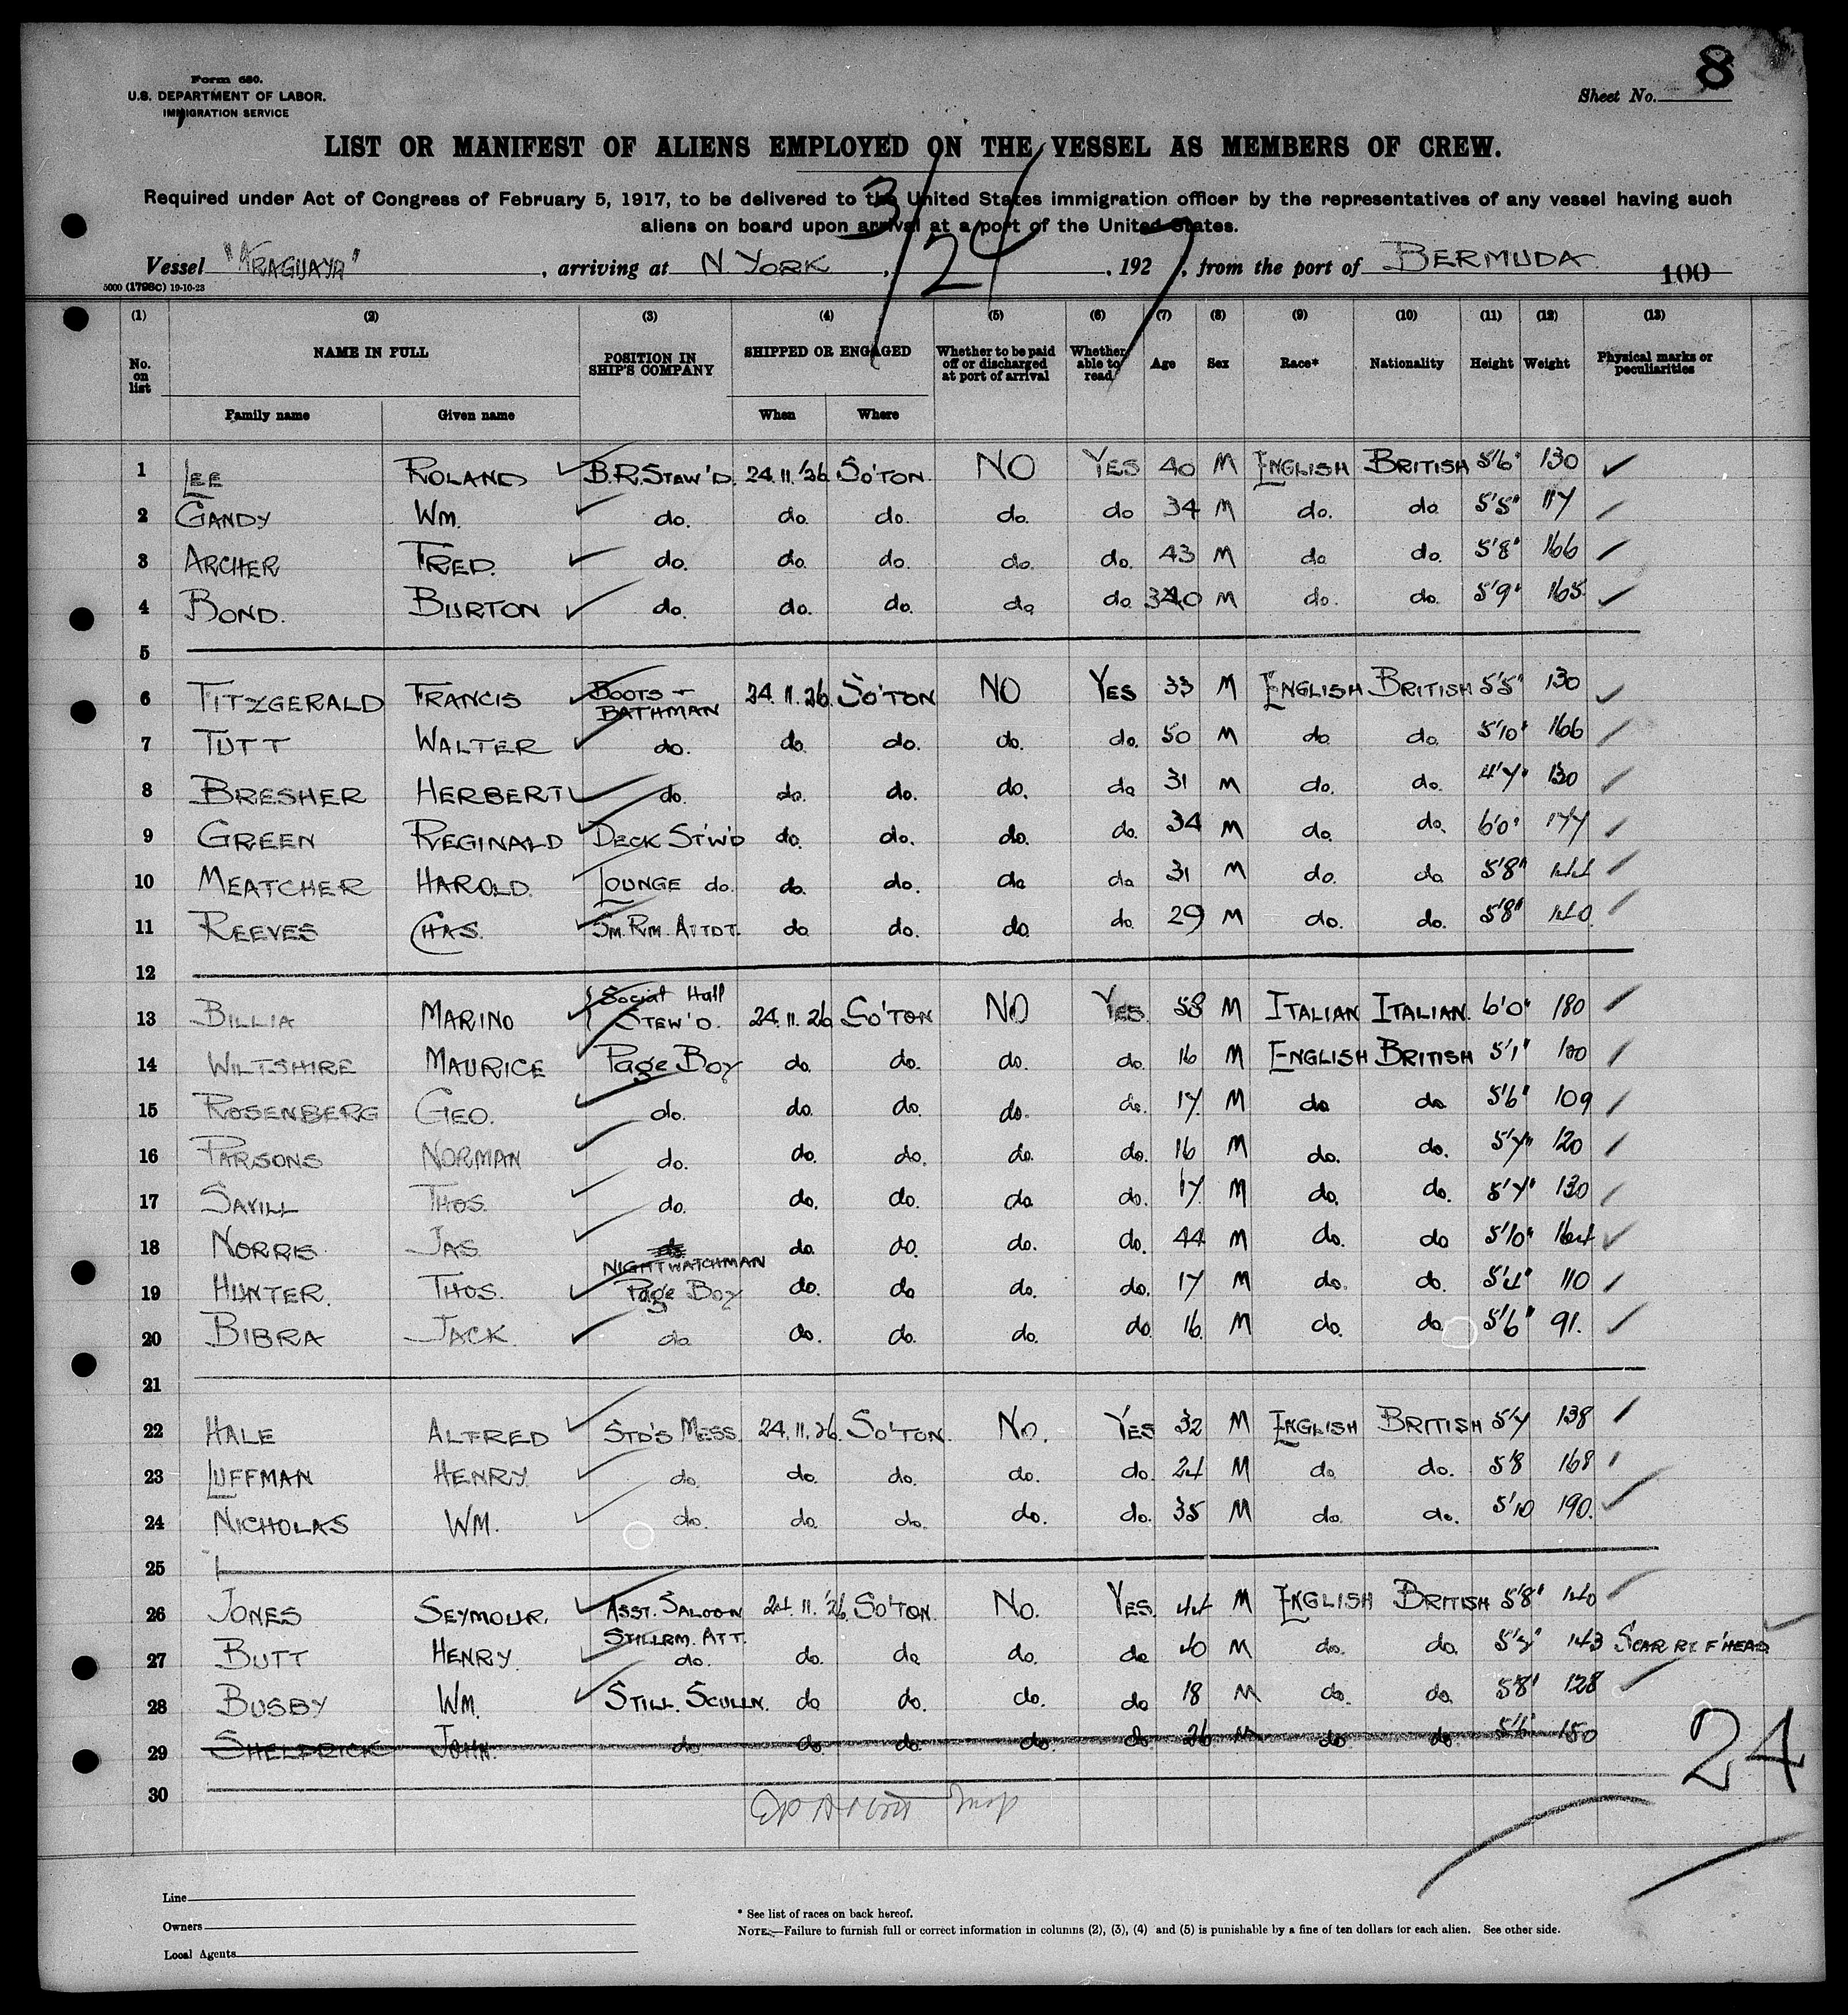 8
Form 680.
U.S. DEPARTMENT OF LABOR.
IMMIGRATION SERVICE
Sheet No.
LIST OR MANIFEST OF ALIENS EMPLOYED ON THE VESSEL AS MEMBERS OF CREW.
Required under Act of Congress of February 5, 1917, to be delivered to the United States immigration officer by the representatives of any vessel having such
aliens on board upon arrival at a port of the United States.
3/24/7
Vessel "ARAGUAYA", arriving at N YORK, , 192 , from the port of BERMUDA 100
5000 (1798C) 19-10-23
(1) (2) (3) (4) (5) (6) (7) (8) (9) (10) (11) (12) (13)
No. on list NAME IN FULL POSITION IN SHIP'S COMPANY SHIPPED OR ENGAGED Whether to be paid off or discharged at port of arrival Whether able to read Age Sex Race* Nationality Height Weight Physical marks or peculiarities
Family name Given name When Where
1 LEE ROLAND B.R. STEW'D. 24.11.'26 SO'TON. NO YES 40 M ENGLISH BRITISH 5'6" 130
2 GANDY WM. do. do. do. do. do 34 M do. do 5'5" 117
3 ARCHER FRED. do. do. do. do. do. 43 M do do. 5'8" 166
4 BOND. BURTON do. do. do. do do M do. do. 5'9" 165
5
6 FITZGERALD FRANCIS BOOTS + BATHMAN 24.11.26. SO'TON NO YES 33 M ENGLISH BRITISH 5'5" 130
7 TUTT WALTER do. do. do. do. do. 50 M do do. 5'10" 166
8 BRESHER HERBERT do. do. do. do. do 31 M do. do. 4'7" 130
9 GREEN REGINALD DECK ST'W'D do. do. do. do. 34 M do. do. 6'0" 177
10 MEATCHER HAROLD. LOUNGE do. do. do. do do 31 M do. do 5'8" 144
11 REEVES CHAS. SM. RM. ATTDT. do. do. do. do. 29 M do. do. 5'8" 140.
12
13 BILLIA MARINO Social Hall STEW'D. 24.11.26 SO'TON NO YES. 58 M ITALIAN ITALIAN. 6'0" 180
14 WILTSHIRE MAURICE Page Boy do. do. do. do. 16 M ENGLISH BRITISH 5'1" 100
15 ROSENBERG GEO. do. do. do. do. do. 17. M do do 5'6" 109
16 PARSONS NORMAN do. do. do. do. do. 16 M do. do. 5'7" 120
17 SAVILL THOS. do. do. do. do do. 17. M do. do. 5'7" 130
18 NORRIS JAS. NIGHTWATCHMAN do. do. do. do. 44 M do. do 5'10" 164
19 HUNTER. THOS. Page Boy do. do do. do. 17 M do. do. 5'4" 110
20 BIBRA JACK do. do. do. do. do. 16. M do. do. 5'6" 91.
21
22 HALE ALFRED STD'S MESS. 24.11.26. SO'TON. No. YES 32 M ENGLISH BRITISH 5'7 138
23 LUFFMAN HENRY. do. do. do. do. do. 24 M do. do. 5'8 168
24 NICHOLAS WM. do. do. do. do. do. 35 M do. do. 5'10 190.
25
26 JONES SEYMOUR. ASST. SALOON 24.11.'26. SO'TON. No. YES. 44 M ENGLISH BRITISH 5'8" 140
27 BUTT HENRY. STILLRM. ATT. do. do. do do. do 40 M do. do. 143 SCAR RT. F'HEAD
28 BUSBY WM. STILL. SCULLN. do do. do. do 18 M do. do. 5'8" 128
29 SHELDRICK JOHN. do. do. do. do. do. 26 M do. do. 150
30
24
Line
Owners
Local Agents
* See list of races on back hereof.
NOTE.—Failure to furnish full or correct information in columns (2), (3), (4) and (5) is punishable by a fine of ten dollars for each alien. See other side.